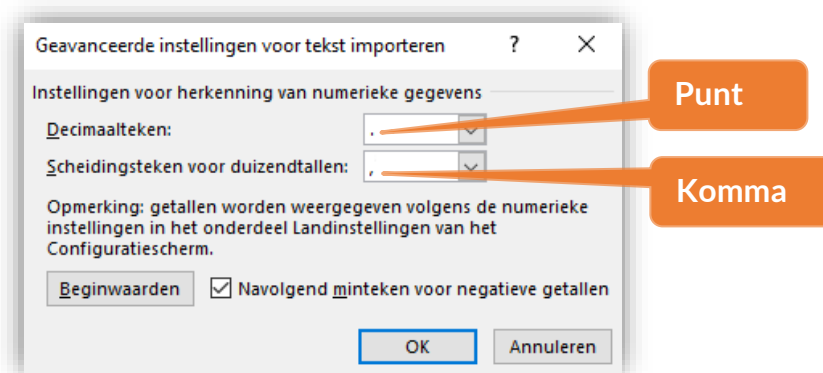 Geavanceerde instellingen voor tekst importeren ? ×
Instellingen voor herkenning van numerieke gegevens
Decimaalteken: .
Punt
Scheidingsteken voor duizendtallen: ,
Komma
Opmerking: getallen worden weergegeven volgens de numerieke
instellingen in het onderdeel Landinstellingen van het
Configuratiescherm.
Beginwaarden Navolgend minteken voor negatieve getallen
OK Annuleren